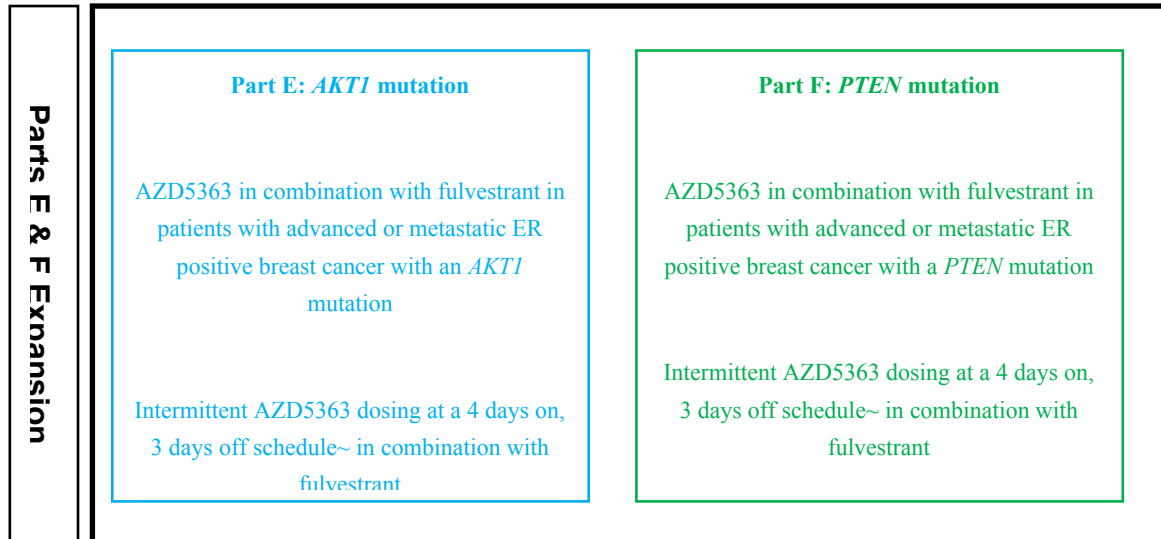 Parts E & F Expansion
Part E: AKT1 mutation
AZD5363 in combination with fulvestrant in
patients with advanced or metastatic ER
positive breast cancer with an AKT1
mutation
Intermittent AZD5363 dosing at a 4 days on,
3 days off schedule~ in combination with
fulvestrant
Part F: PTEN mutation
AZD5363 in combination with fulvestrant in
patients with advanced or metastatic ER
positive breast cancer with a PTEN mutation
Intermittent AZD5363 dosing at a 4 days on,
3 days off schedule~ in combination with
fulvestrant